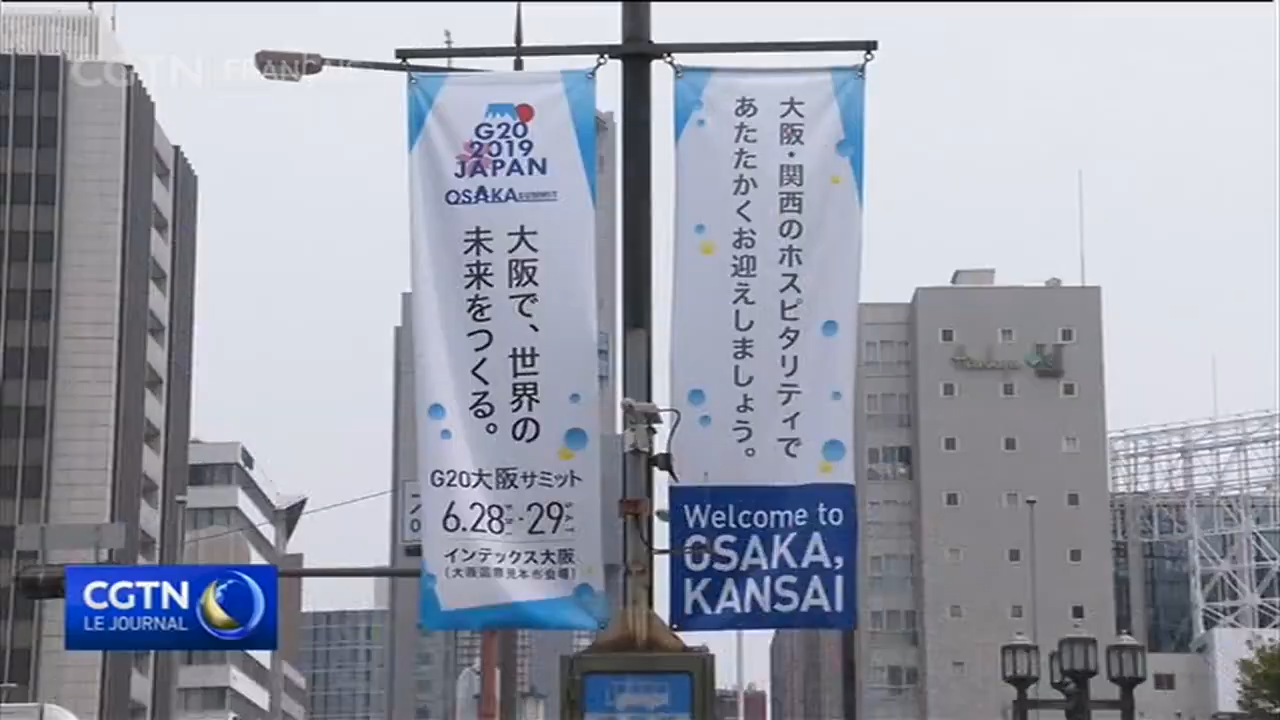 CGTN FRANÇAIS
G20
2019
JAPAN
OSAKA SUMMIT
大阪で、世界の
未来をつくる。
G20大阪サミット
6.28 - 29
インテックス大阪
(大阪国際見本市会場)
大阪・関西のホスピタリティで
あたたかくお迎えしましょう。
Welcome to
OSAKA,
KANSAI
CGTN
LE JOURNAL